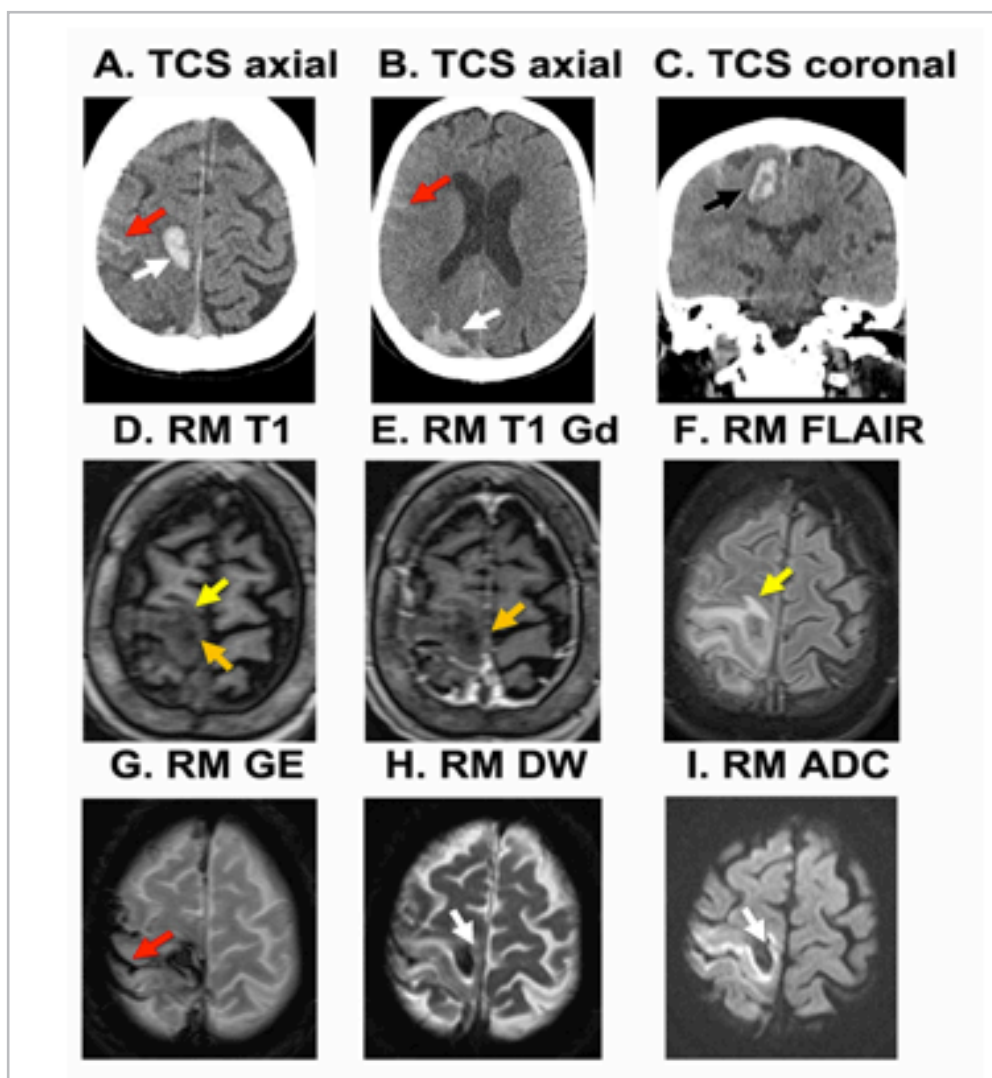 A. TCS axial B. TCS axial C. TCS coronal
D. RM T1 E. RM T1 Gd F. RM FLAIR
G. RM GE H. RM DW I. RM ADC